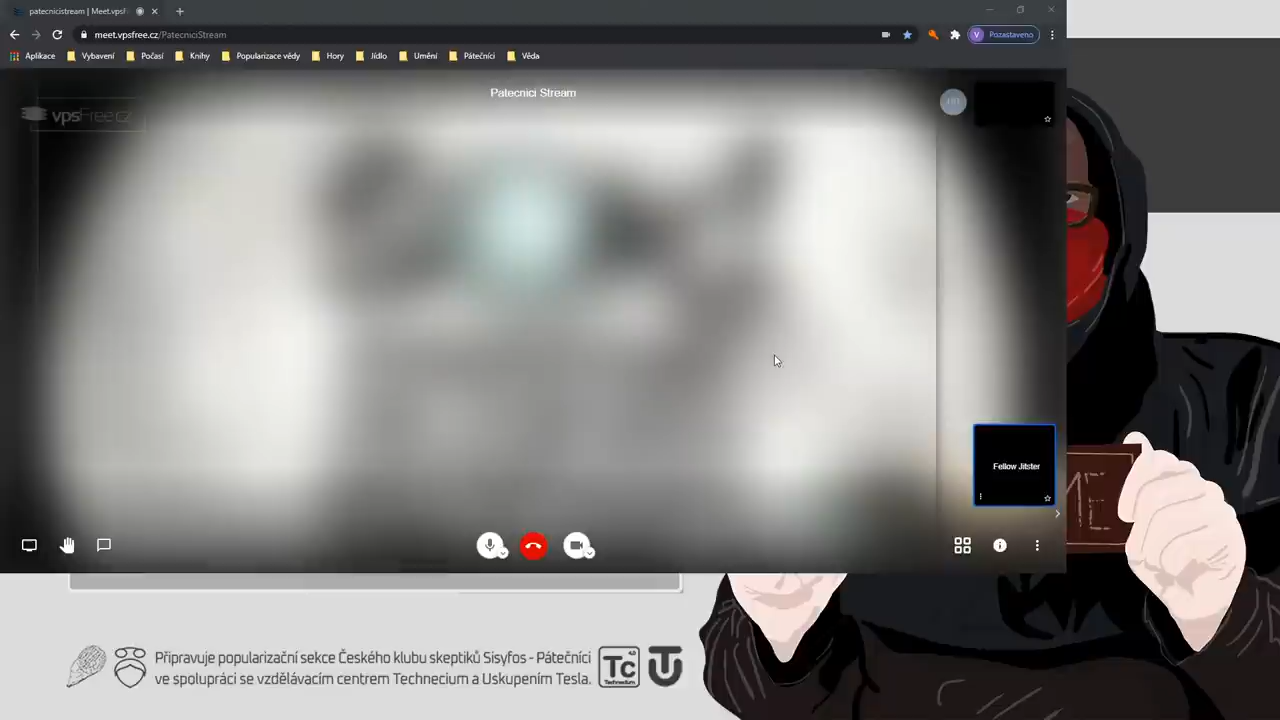 patecnicistream | Meet.vpsf
meet.vpsfree.cz/PatecniciStream
V Pozastaveno
Aplikace Vybavení Počasí Knihy Popularizace vědy Hory Jídlo Umění Pátečníci Věda
Patecnici Stream
vpsFree.cz
Fellow Jitster
Připravuje popularizační sekce Českého klubu skeptiků Sisyfos - Pátečníci
ve spolupráci se vzdělávacím centrem Technecium a Uskupením Tesla.
Tc
Technecium